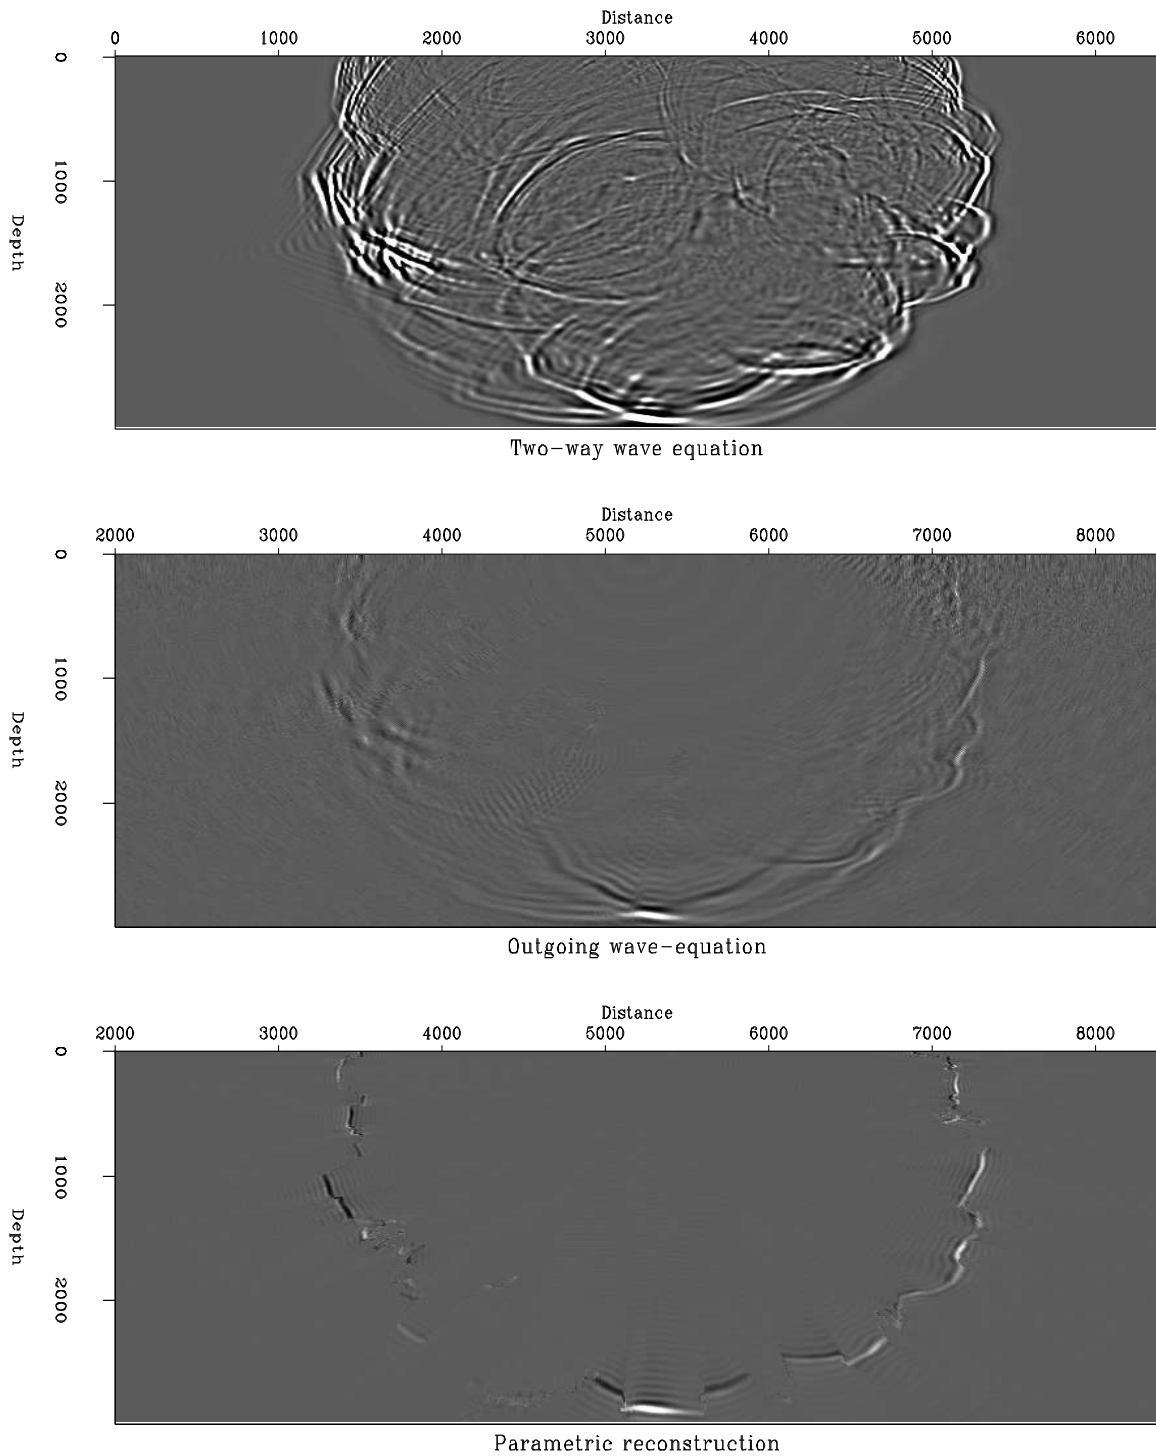 Distance
0 1000 2000 3000 4000 5000 6000
0
1000
2000
Depth
Two-way wave equation
Distance
2000 3000 4000 5000 6000 7000 8000
0
1000
2000
Depth
Outgoing wave-equation
Distance
2000 3000 4000 5000 6000 7000 8000
0
1000
2000
Depth
Parametric reconstruction